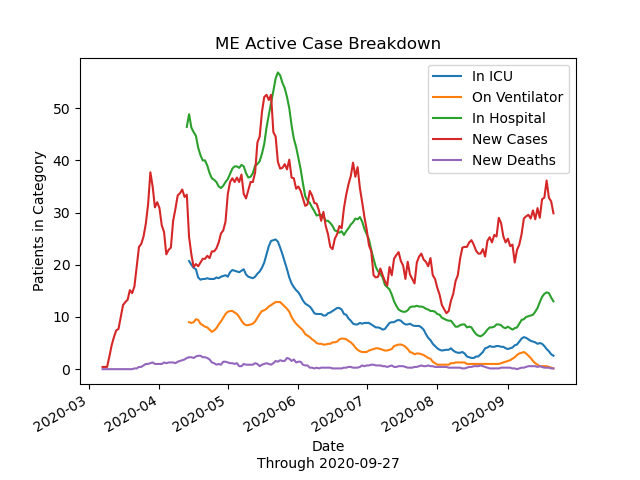 ME Active Case Breakdown
In ICU
On Ventilator
In Hospital
New Cases
New Deaths
Patients in Category
50
40
30
20
10
0
2020-03
2020-04
2020-05
2020-06
2020-07
2020-08
2020-09
Date
Through 2020-09-27